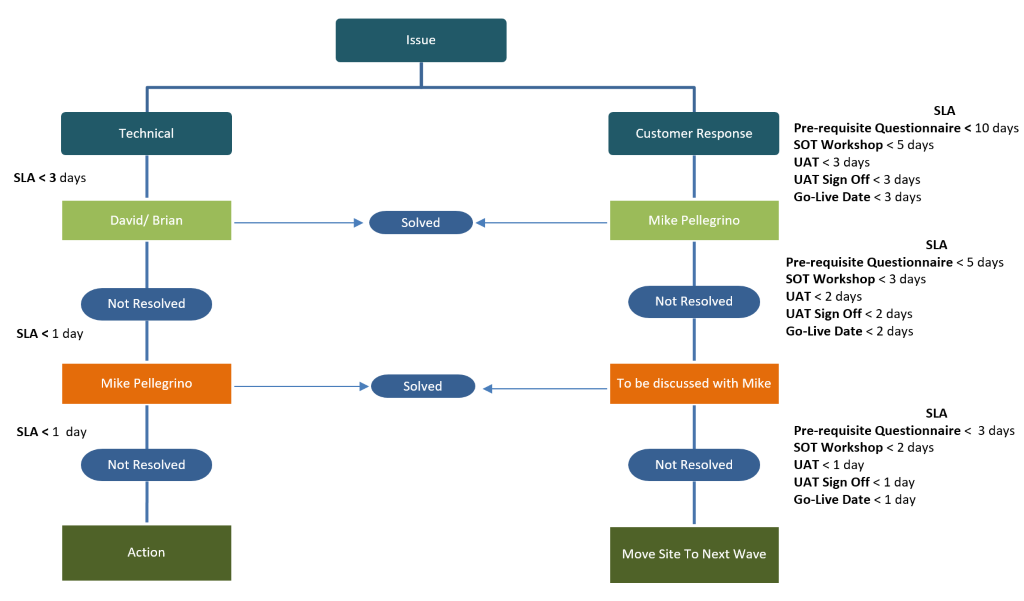 Issue
Technical
Customer Response
SLA
Pre-requisite Questionnaire < 10 days
SOT Workshop < 5 days
UAT < 3 days
UAT Sign Off < 3 days
Go-Live Date < 3 days
SLA < 3 days
David/ Brian
Solved
Mike Pellegrino
SLA
Pre-requisite Questionnaire < 5 days
SOT Workshop < 3 days
UAT < 2 days
UAT Sign Off < 2 days
Go-Live Date < 2 days
Not Resolved
Not Resolved
SLA < 1 day
Mike Pellegrino
Solved
To be discussed with Mike
SLA
Pre-requisite Questionnaire <  3 days
SOT Workshop < 2 days
UAT < 1 day
UAT Sign Off < 1 day
Go-Live Date < 1 day
SLA < 1  day
Not Resolved
Not Resolved
Action
Move Site To Next Wave